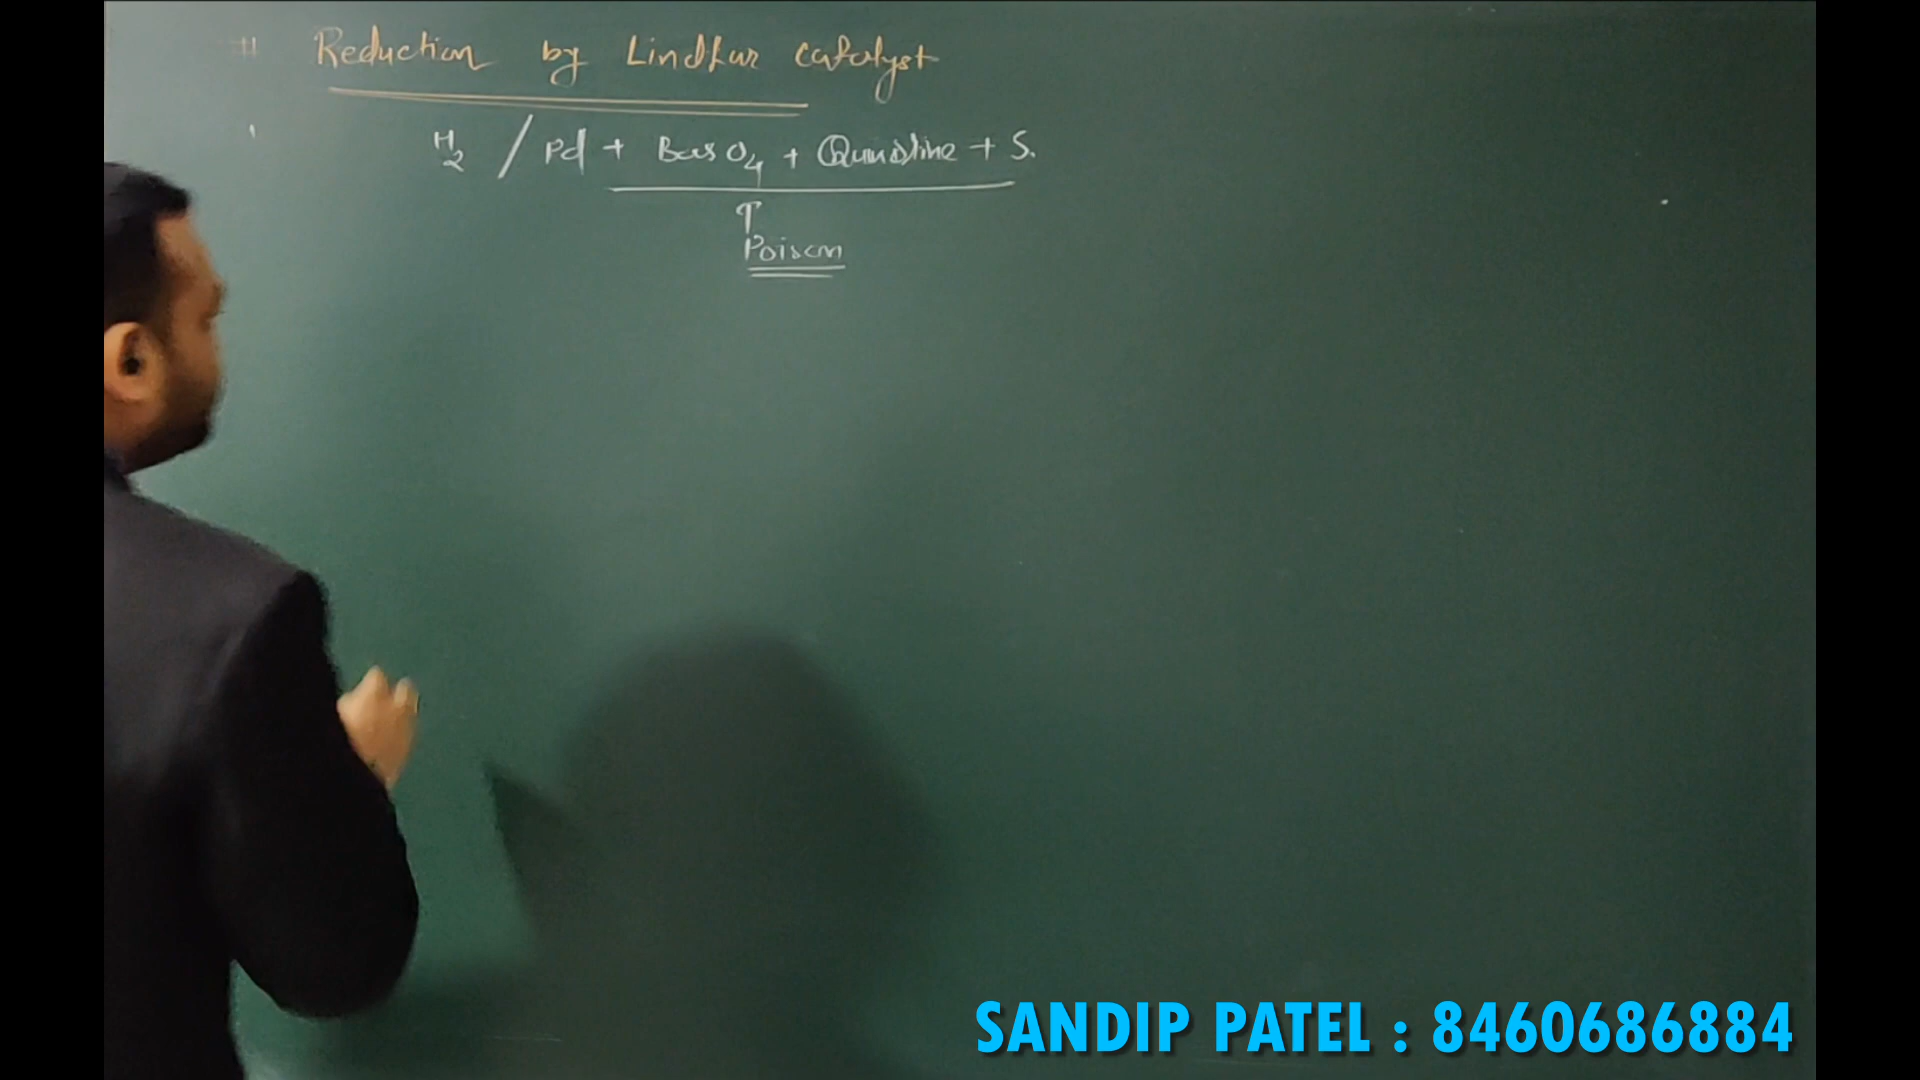 # Reduction by Lindlar catalyst
H2 / Pd + BaSO4 + Quinoline + S.
↑
Poison
SANDIP PATEL : 8460686884